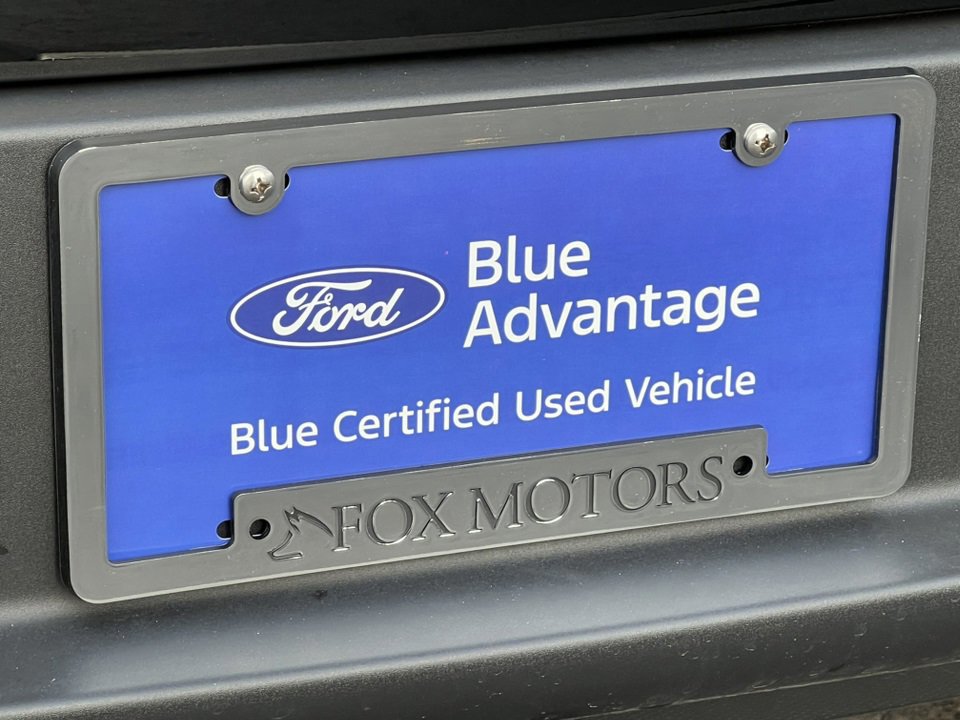 Ford
Blue
Advantage
Blue Certified Used Vehicle
FOX MOTORS